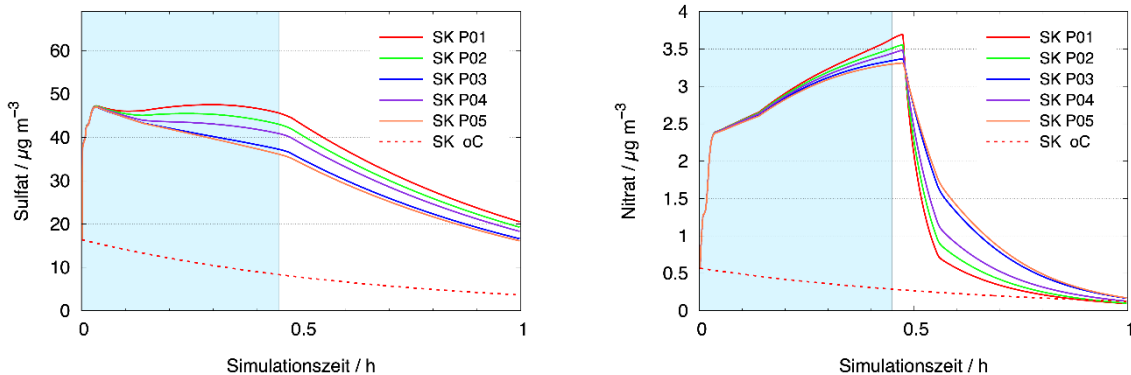 60
50
40
30
20
10
0
Sulfat / µg m⁻³
0
0.5
1
Simulationszeit / h
SK P01
SK P02
SK P03
SK P04
SK P05
SK oC
4
3.5
3
2.5
2
1.5
1
0.5
0
Nitrat / µg m⁻³
0
0.5
1
Simulationszeit / h
SK P01
SK P02
SK P03
SK P04
SK P05
SK oC